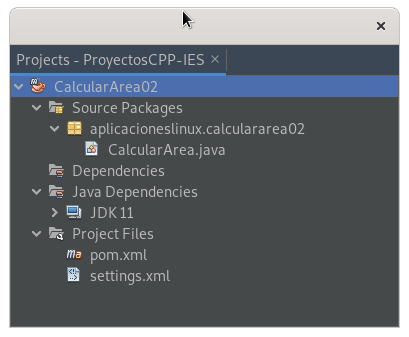 Projects - ProyectosCPP-IES
CalcularArea02
Source Packages
aplicacioneslinux.calculararea02
CalcularArea.java
Dependencies
Java Dependencies
JDK 11
Project Files
pom.xml
settings.xml